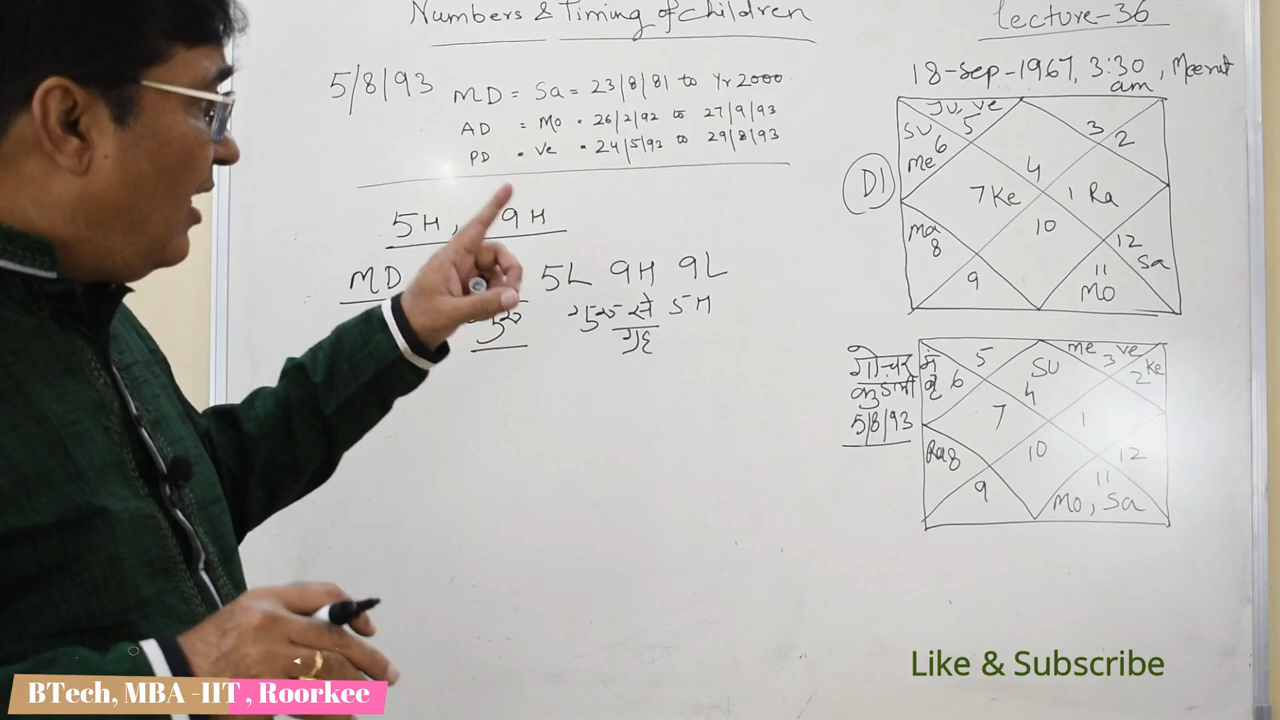 Numbers & Timing of children
Lecture-36
5/8/93
MD = Sa = 23/8/81 to Yr 2000
AD = Mo = 26/2/92 to 27/9/93
PD = Ve = 24/5/93 to 29/8/93
5H, 9H
MD
5L 9H 9L
गुरु
गुरु से 5H
गृह
18-Sep-1967, 3:30 am, Meerut
D1
Ju, Ve
Su
6
5
3
2
Me
4
7 Ke
1 Ra
10
Ma
8
12
Sa
9
11
Mo
गोचर में
5/8/93
5
Su
me
ve
3
Ke
2
6
4
7
1
Ra8
10
12
9
11
Mo, Sa
Like & Subscribe
BTech, MBA -IIT , Roorkee